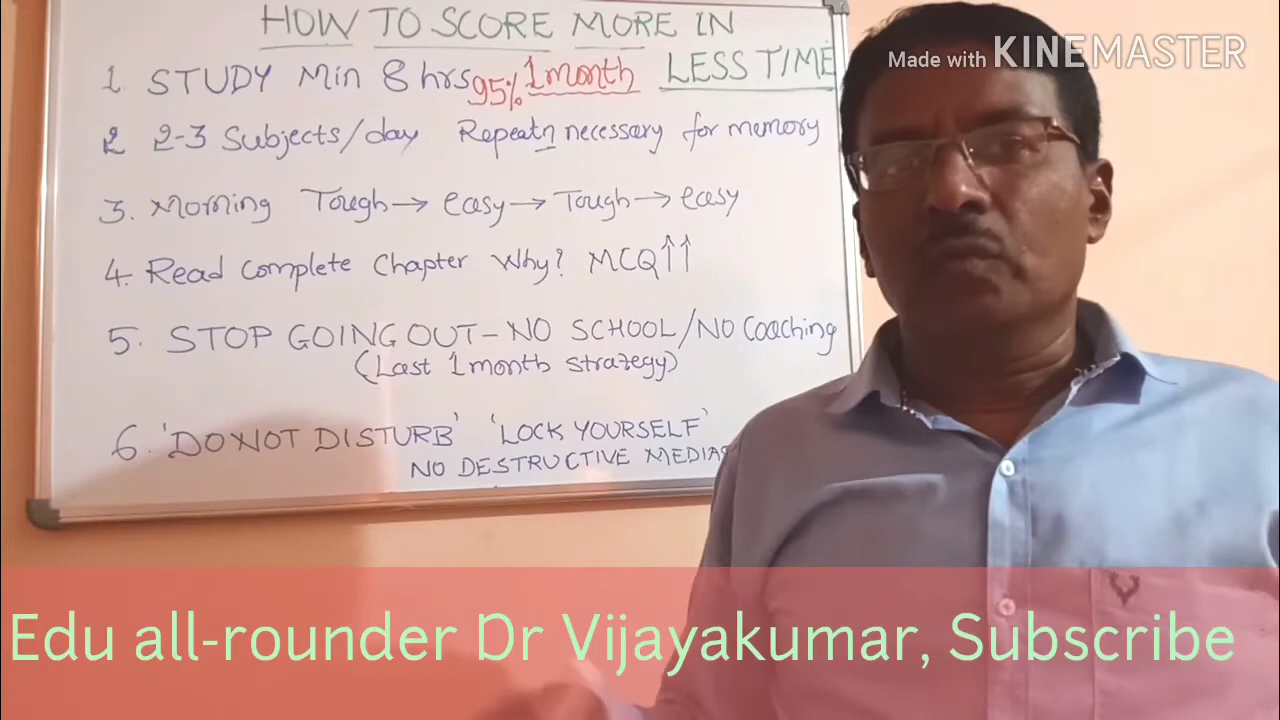 HOW TO SCORE MORE IN
LESS TIME
1. STUDY Min 8 hrs 95% 1month
2 2-3 Subjects/day Repeatn necessary for memory
3. Morning Tough → easy → Tough → easy
4. Read Complete Chapter Why? MCQ↑↑
5. STOP GOING OUT - NO SCHOOL/NO Coaching
(Last 1month strategy)
6. 'DO NOT DISTURB' 'LOCK YOURSELF'
NO DESTRUCTIVE MEDIAS
Made with KINEMASTER
Edu all-rounder Dr Vijayakumar, Subscribe